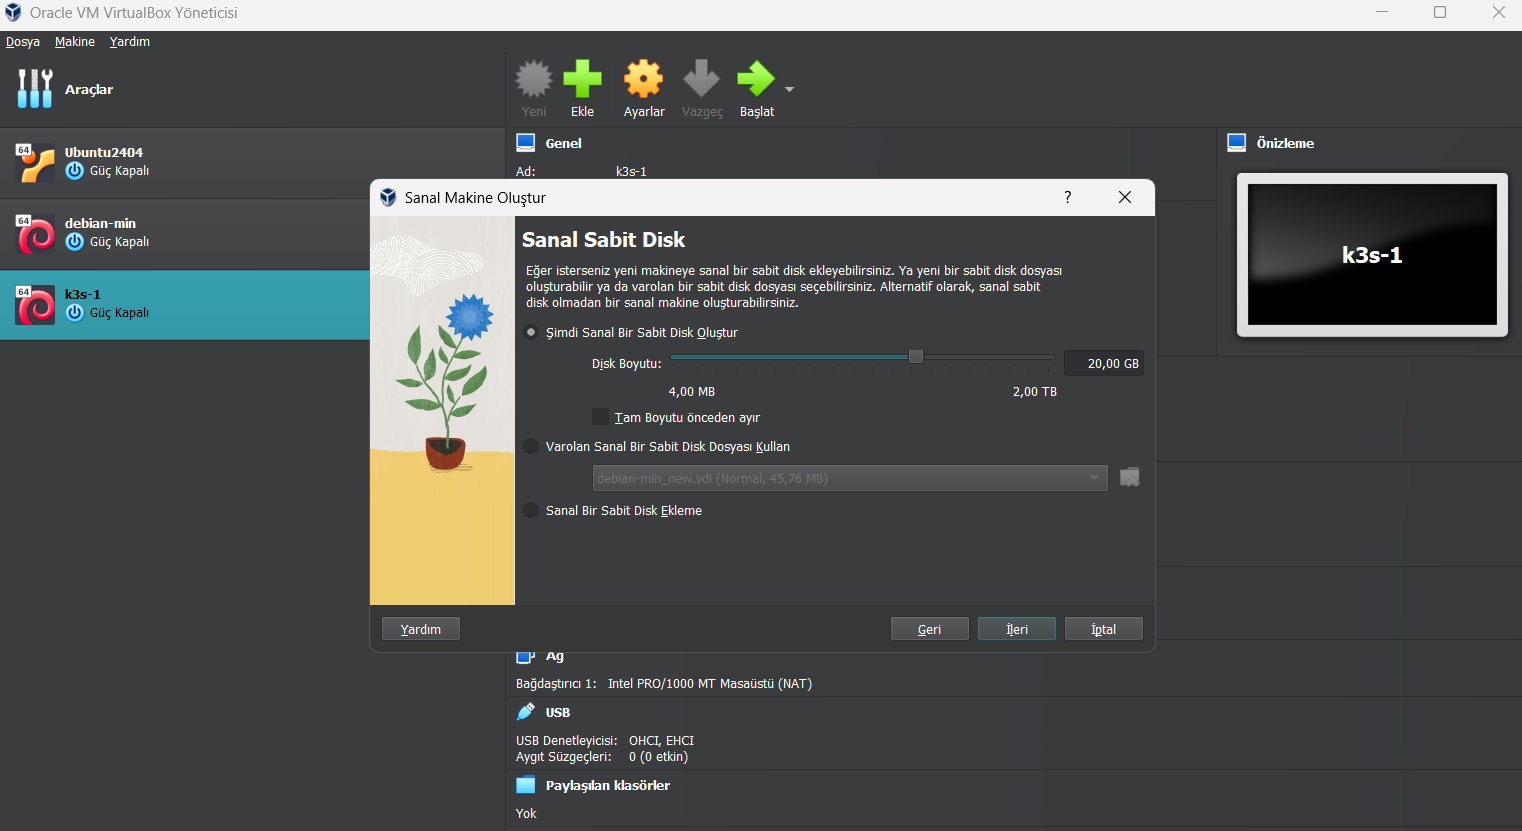 Oracle VM VirtualBox Yöneticisi
Dosya Makine Yardım
Araçlar
Yeni Ekle Ayarlar Vazgeç Başlat
64 Ubuntu2404
Güç Kapalı
64 debian-min
Güç Kapalı
64 k3s-1
Güç Kapalı
Genel
Ad: k3s-1
Önizleme
k3s-1
Sanal Makine Oluştur ?
Sanal Sabit Disk
Eğer isterseniz yeni makineye sanal bir sabit disk ekleyebilirsiniz. Ya yeni bir sabit disk dosyası
oluşturabilir ya da varolan bir sabit disk dosyası seçebilirsiniz. Alternatif olarak, sanal sabit
disk olmadan bir sanal makine oluşturabilirsiniz.
Şimdi Sanal Bir Sabit Disk Oluştur
Disk Boyutu: 20,00 GB
4,00 MB 2,00 TB
Tam Boyutu önceden ayır
Varolan Sanal Bir Sabit Disk Dosyası Kullan
debian-min_new.vdi (Normal, 45,76 MB)
Sanal Bir Sabit Disk Ekleme
Yardım Geri İleri İptal
Ağ
Bağdaştırıcı 1: Intel PRO/1000 MT Masaüstü (NAT)
USB
USB Denetleyicisi: OHCI, EHCI
Aygıt Süzgeçleri: 0 (0 etkin)
Paylaşılan klasörler
Yok